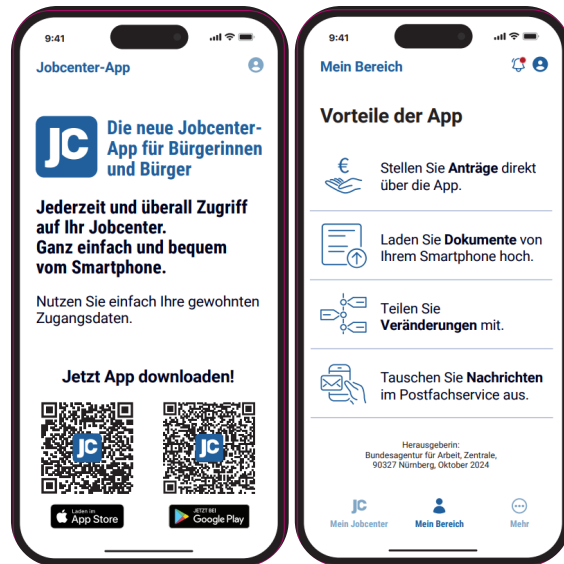 9:41
Jobcenter-App
JC
Die neue Jobcenter-
App für Bürgerinnen
und Bürger
Jederzeit und überall Zugriff
auf Ihr Jobcenter.
Ganz einfach und bequem
vom Smartphone.
Nutzen Sie einfach Ihre gewohnten
Zugangsdaten.
Jetzt App downloaden!
JC
JC
Laden im
App Store
JETZT BEI
Google Play
9:41
Mein Bereich
Vorteile der App
€
Stellen Sie Anträge direkt
über die App.
Laden Sie Dokumente von
Ihrem Smartphone hoch.
Teilen Sie
Veränderungen mit.
Tauschen Sie Nachrichten
im Postfachservice aus.
Herausgeberin:
Bundesagentur für Arbeit, Zentrale,
90327 Nürnberg, Oktober 2024
JC
Mein Jobcenter
Mein Bereich
Mehr